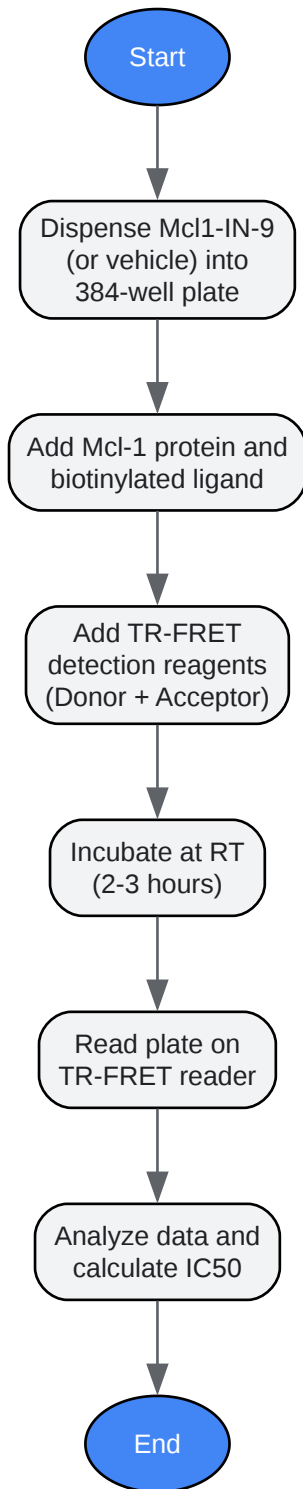 Start
Dispense Mcl1-IN-9
(or vehicle) into
384-well plate
Add Mcl-1 protein and
biotinylated ligand
Add TR-FRET
detection reagents
(Donor + Acceptor)
Incubate at RT
(2-3 hours)
Read plate on
TR-FRET reader
Analyze data and
calculate IC50
End